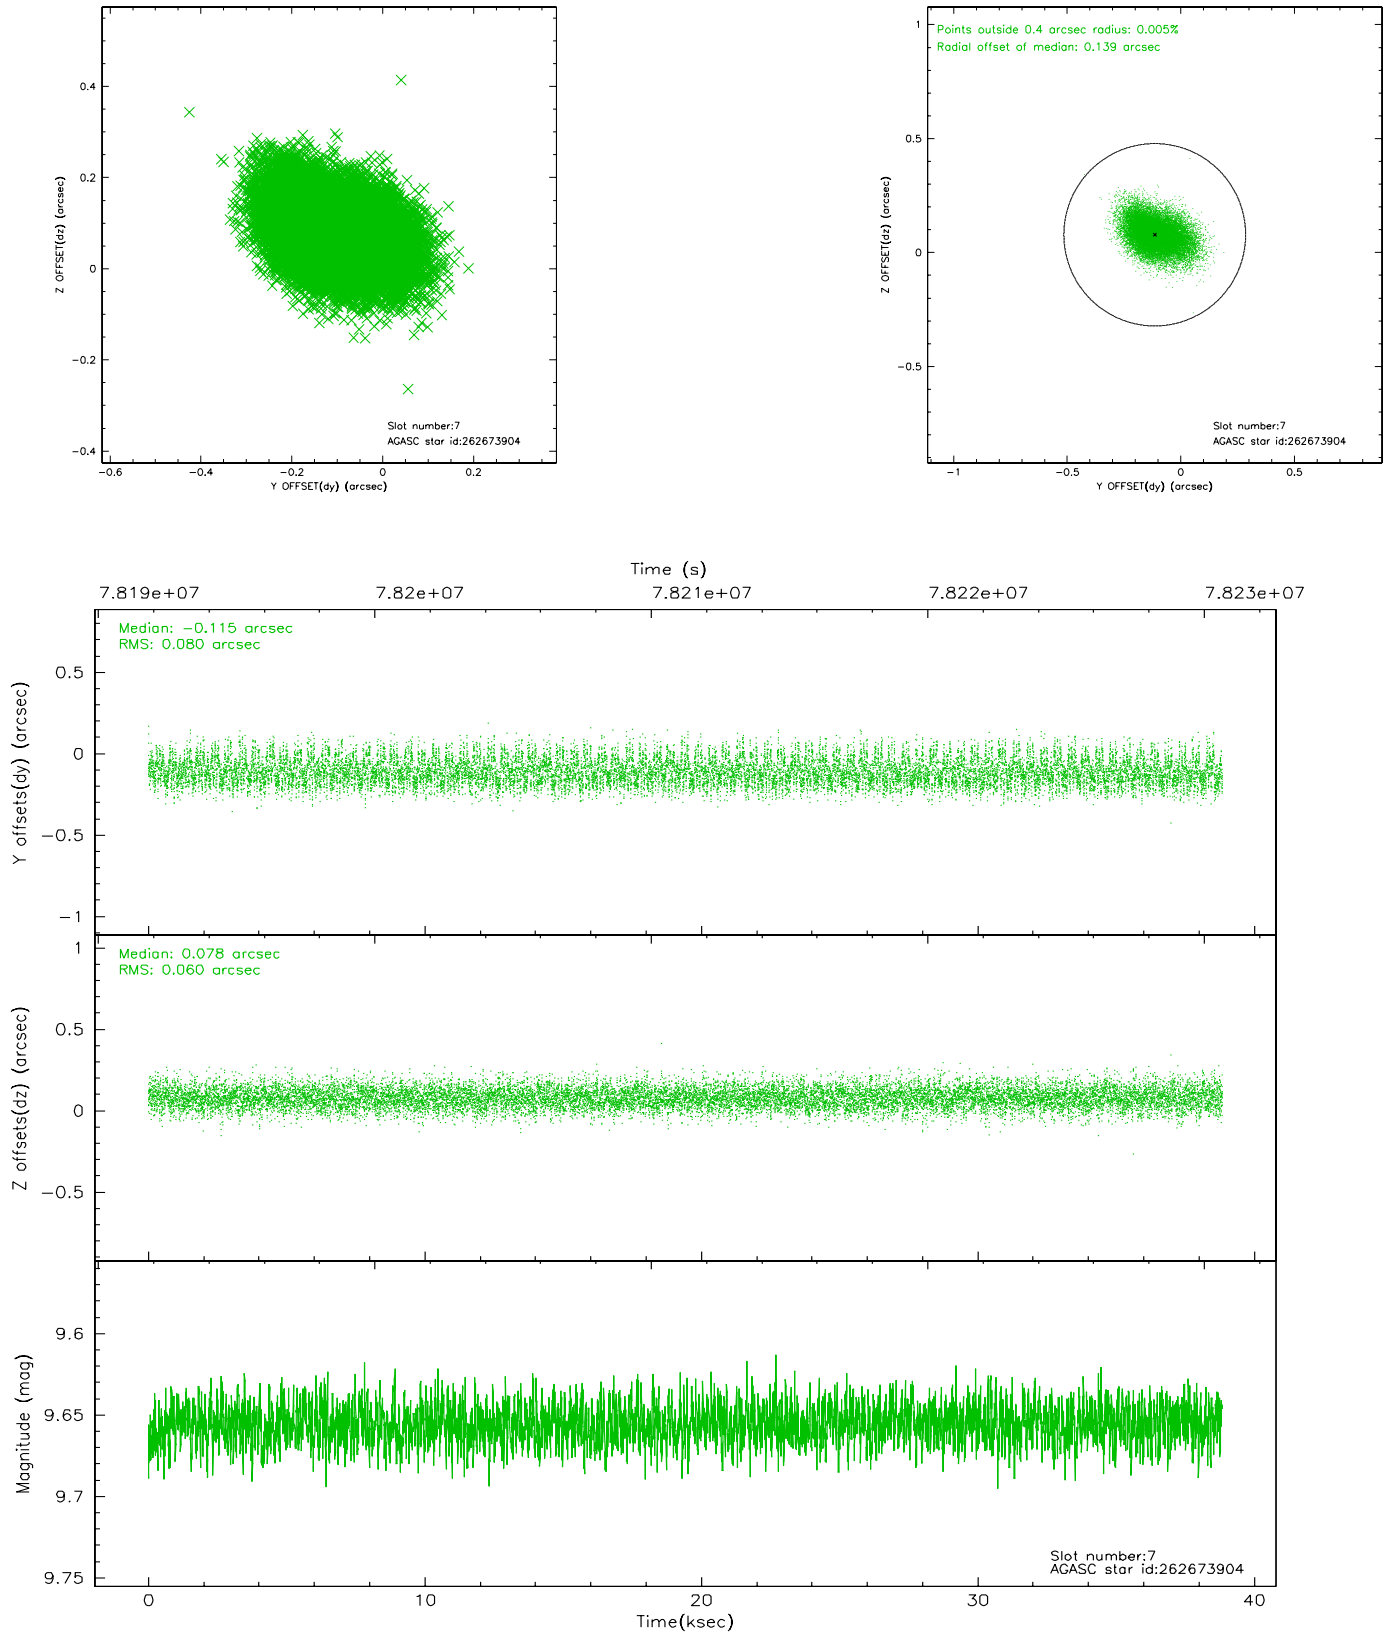 0.4
0.2
0
−0.2
−0.4
Z OFFSET(dz) (arcsec)
Slot number:7
AGASC star id:262673904
−0.6
−0.4
−0.2
0
0.2
Y OFFSET(dy) (arcsec)
Points outside 0.4 arcsec radius: 0.005%
Radial offset of median: 0.139 arcsec
1
0.5
0
−0.5
Z OFFSET(dz) (arcsec)
Slot number:7
AGASC star id:262673904
−1
−0.5
0
0.5
Y OFFSET(dy) (arcsec)
Time (s)
7.819e+07
7.82e+07
7.821e+07
7.822e+07
7.823e+07
Median: −0.115 arcsec
RMS: 0.080 arcsec
0.5
0
−0.5
−1
Y offsets(dy) (arcsec)
Median: 0.078 arcsec
RMS: 0.060 arcsec
1
0.5
0
−0.5
Z offsets(dz) (arcsec)
9.6
9.65
9.7
9.75
Magnitude (mag)
Slot number:7
AGASC star id:262673904
0
10
20
30
40
Time(ksec)